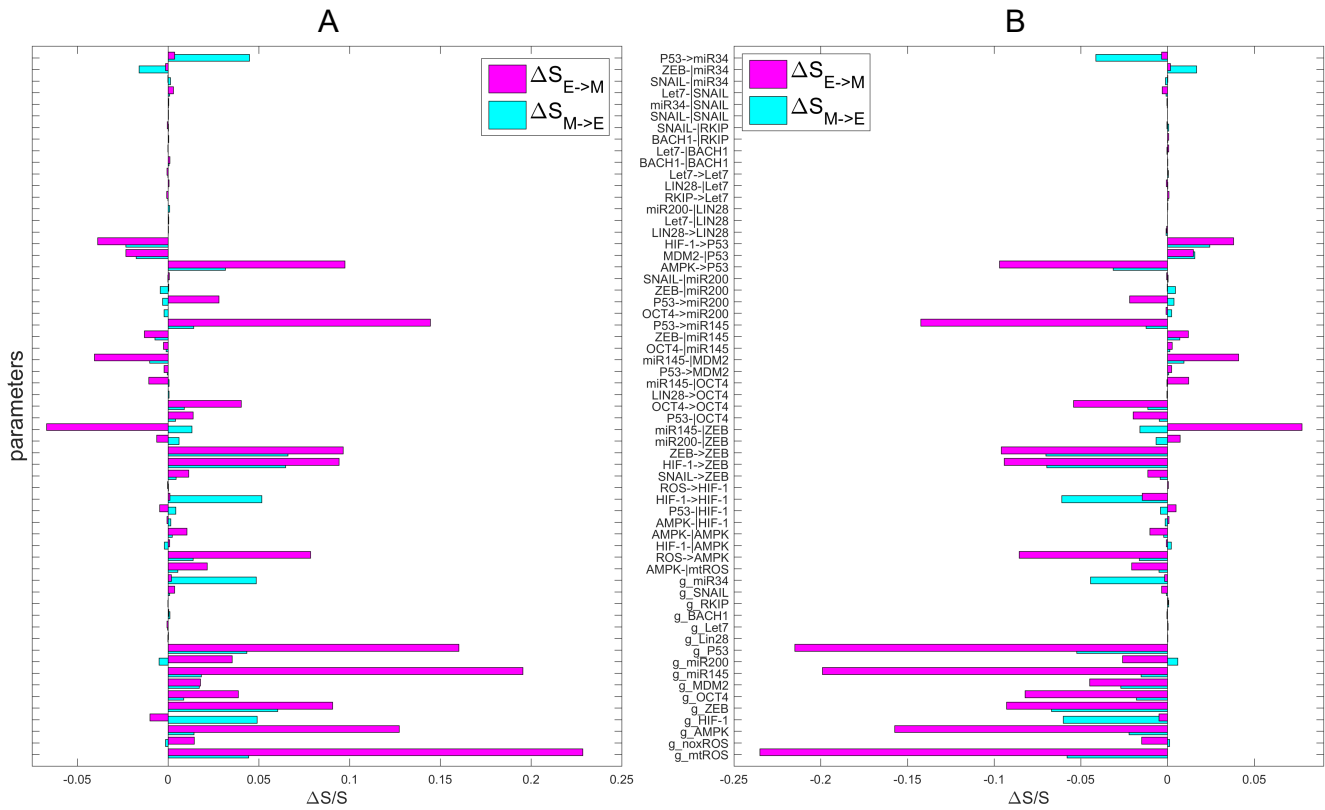 A
B
ΔS_E->M
ΔS_M->E
ΔS_E->M
ΔS_M->E
parameters
P53->miR34
ZEB-|miR34
SNAIL-|miR34
Let7-|SNAIL
miR34-|SNAIL
SNAIL-|SNAIL
SNAIL-|RKIP
BACH1-|RKIP
Let7-|BACH1
BACH1-|BACH1
Let7->Let7
LIN28-|Let7
RKIP->Let7
miR200-|LIN28
Let7-|LIN28
LIN28->LIN28
HIF-1->P53
MDM2-|P53
AMPK->P53
SNAIL-|miR200
ZEB-|miR200
P53->miR200
OCT4->miR200
P53->miR145
ZEB-|miR145
OCT4-|miR145
miR145-|MDM2
P53->MDM2
miR145-|OCT4
LIN28->OCT4
OCT4->OCT4
P53-|OCT4
miR145-|ZEB
miR200-|ZEB
ZEB->ZEB
HIF-1->ZEB
SNAIL->ZEB
ROS->HIF-1
HIF-1->HIF-1
P53-|HIF-1
AMPK-|HIF-1
AMPK-|AMPK
HIF-1-|AMPK
ROS->AMPK
AMPK-|mtROS
g_miR34
g_SNAIL
g_RKIP
g_BACH1
g_Let7
g_Lin28
g_P53
g_miR200
g_miR145
g_MDM2
g_OCT4
g_ZEB
g_HIF-1
g_AMPK
g_noxROS
g_mtROS
-0.05 0 0.05 0.1 0.15 0.2 0.25
-0.25 -0.2 -0.15 -0.1 -0.05 0 0.05
ΔS/S
ΔS/S